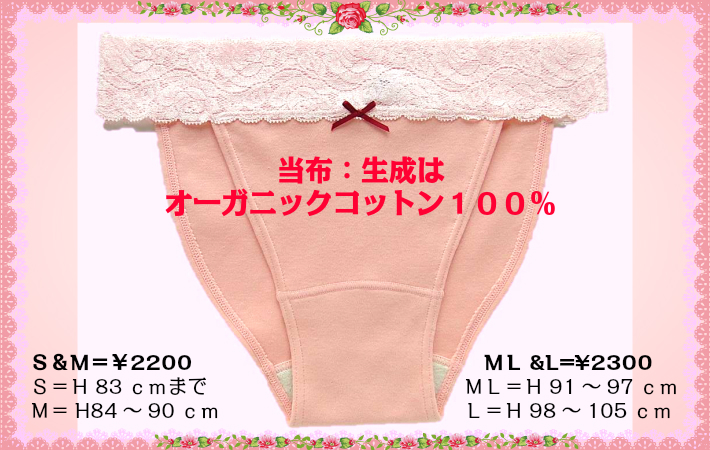 当布：生成は
オーガニックコットン１００％
Ｓ＆Ｍ＝￥2200
Ｓ＝Ｈ 83 ｃｍまで
Ｍ＝ H84 ～ 90 ｃｍ
ＭＬ &L=¥2300
ＭＬ＝Ｈ 91 ～ 97 ｃｍ
Ｌ＝Ｈ 98 ～ 105 ｃｍ